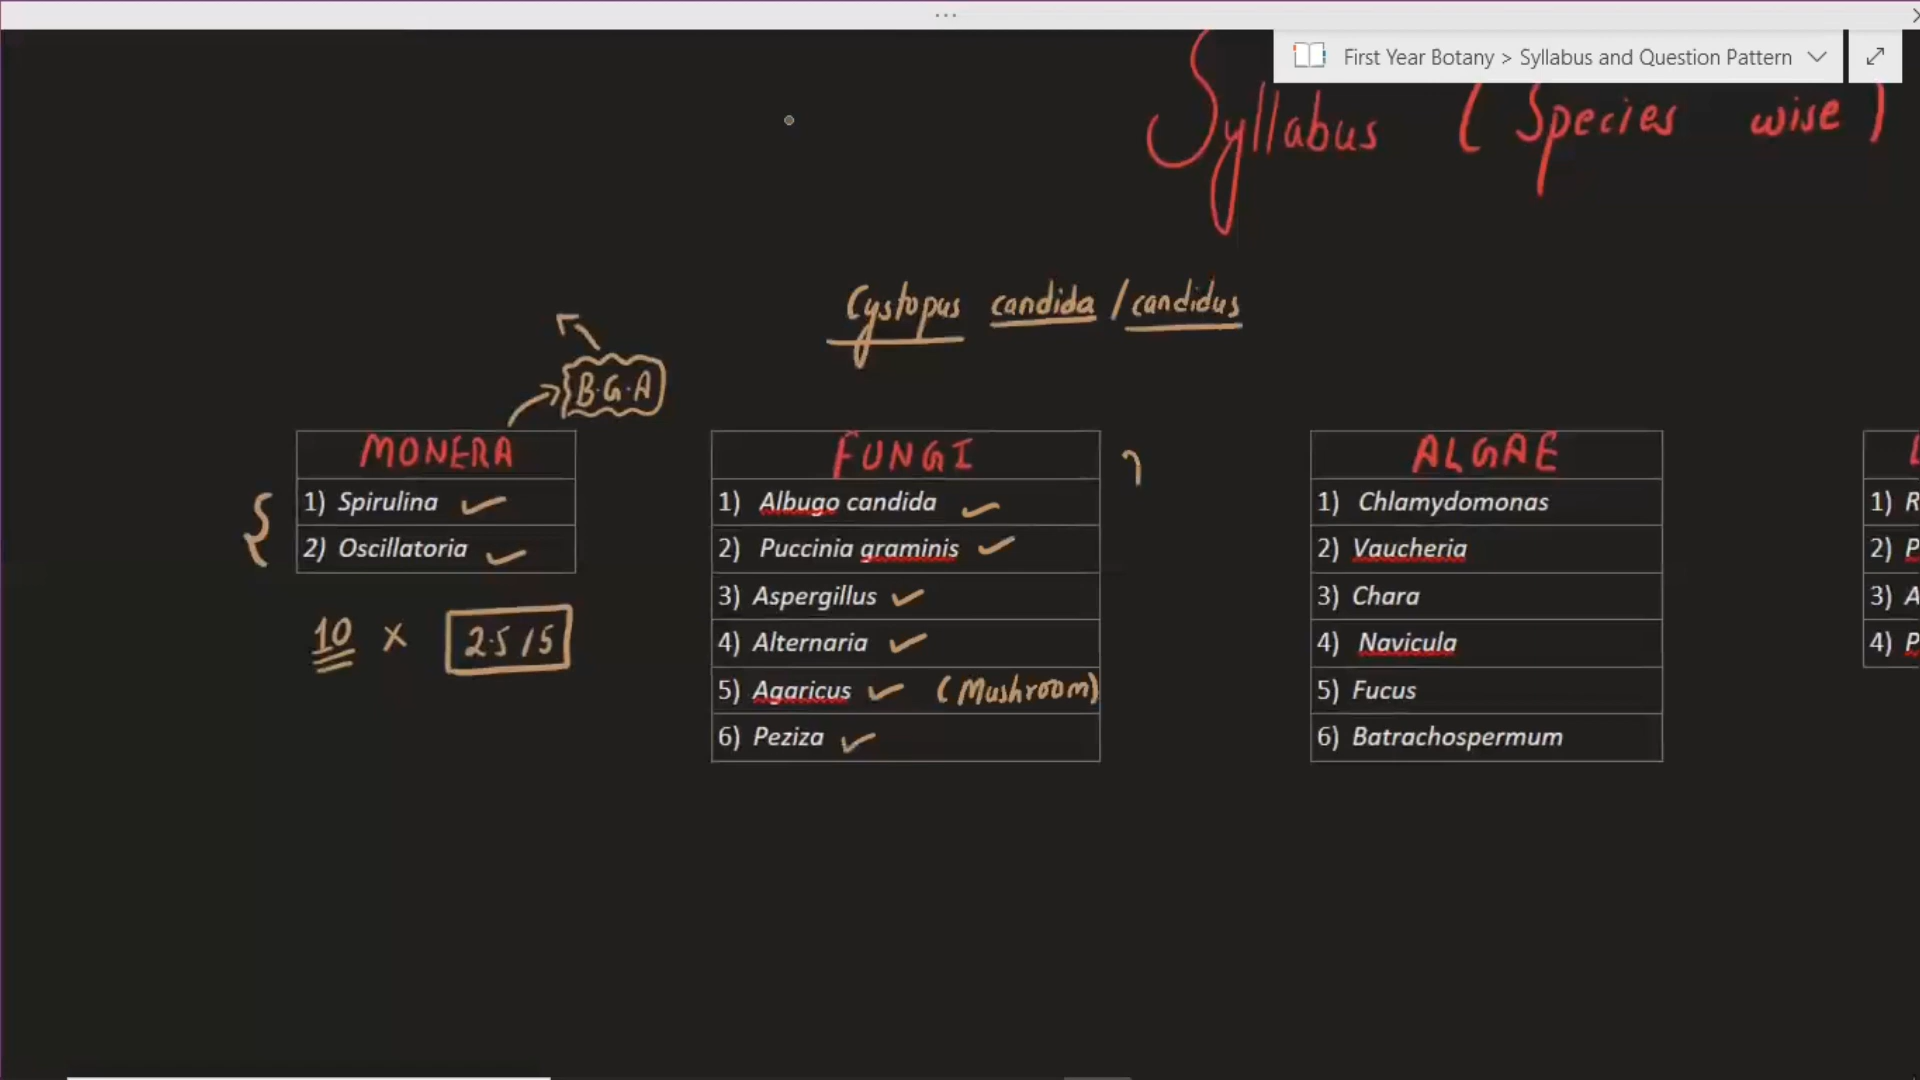 First Year Botany > Syllabus and Question Pattern
Syllabus (Species wise)
Cystopus candida / candidus
B.G.A
MONERA
1) Spirulina
2) Oscillatoria
10 x 2.5 / 5
FUNGI
1) Albugo candida
2) Puccinia graminis
3) Aspergillus
4) Alternaria
5) Agaricus (Mushroom)
6) Peziza
ALGAE
1) Chlamydomonas
2) Vaucheria
3) Chara
4) Navicula
5) Fucus
6) Batrachospermum
1) R
2) P
3) A
4) P